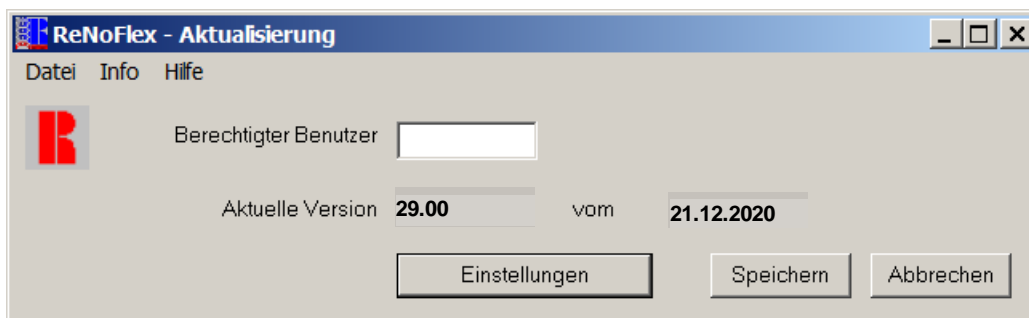 ReNoFlex - Aktualisierung
Datei Info Hilfe
Berechtigter Benutzer
Aktuelle Version 29.00 vom 21.12.2020
Einstellungen Speichern Abbrechen